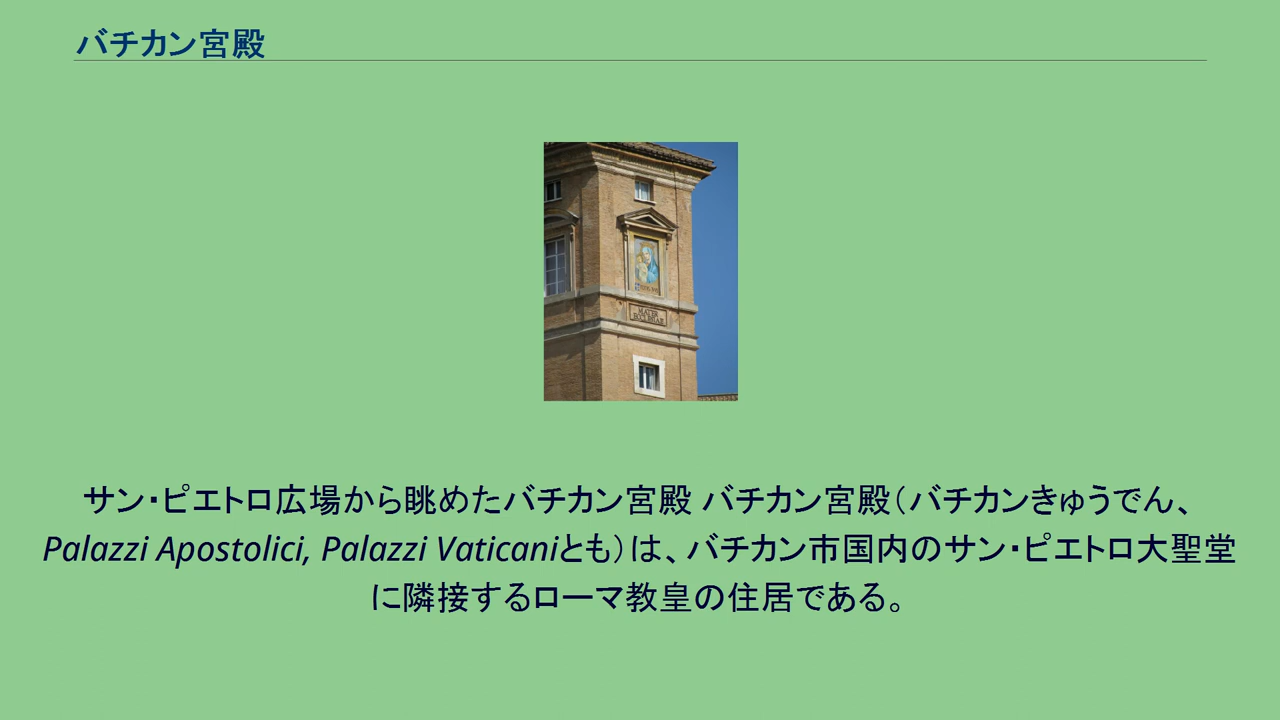 バチカン宮殿
MATER
ECCLESIAE
サン・ピエトロ広場から眺めたバチカン宮殿 バチカン宮殿（バチカンきゅうでん、
Palazzi Apostolici, Palazzi Vaticaniとも）は、バチカン市国内のサン・ピエトロ大聖堂
に隣接するローマ教皇の住居である。